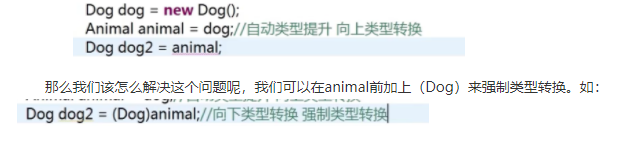 Dog dog = new Dog();
Animal animal = dog;//自动类型提升 向上类型转换
Dog dog2 = animal;
那么我们该怎么解决这个问题呢，我们可以在animal前加上（Dog）来强制类型转换。如：
Dog dog2 = (Dog)animal;//向下类型转换 强制类型转换